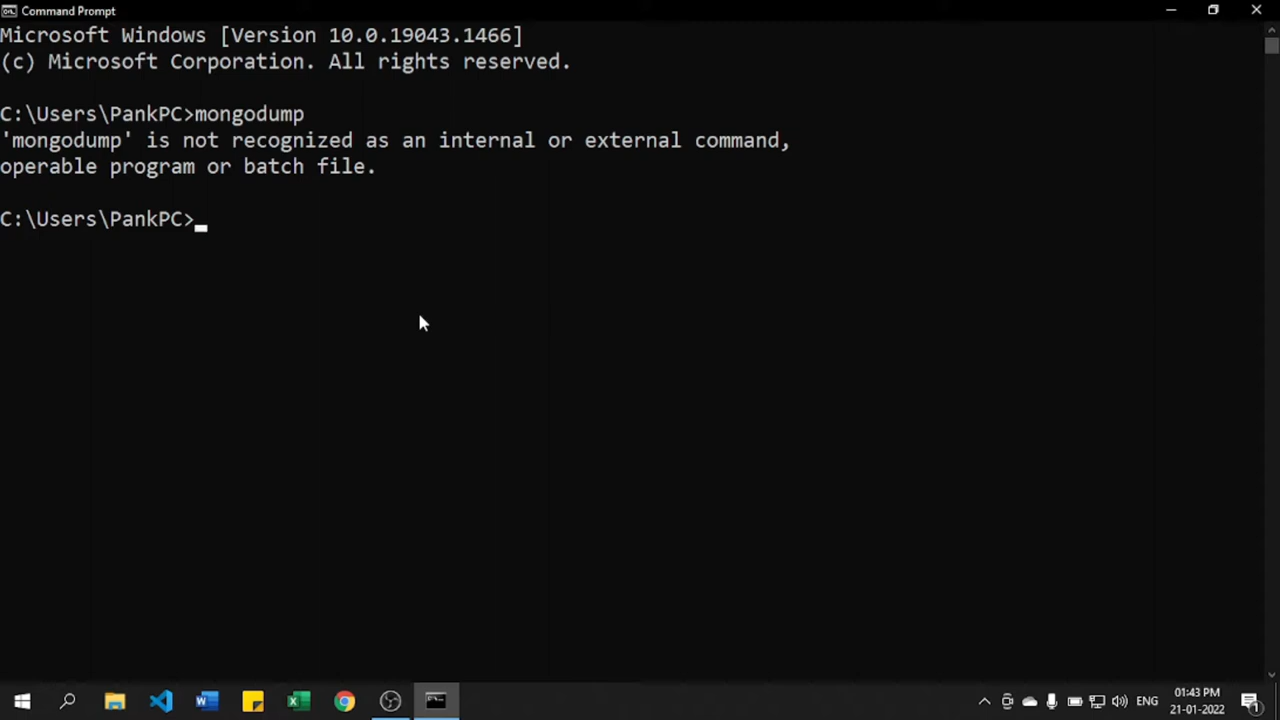 Command Prompt
Microsoft Windows [Version 10.0.19043.1466]
(c) Microsoft Corporation. All rights reserved.
C:\Users\PankPC>mongodump
'mongodump' is not recognized as an internal or external command,
operable program or batch file.
C:\Users\PankPC>
ENG
01:43 PM
21-01-2022